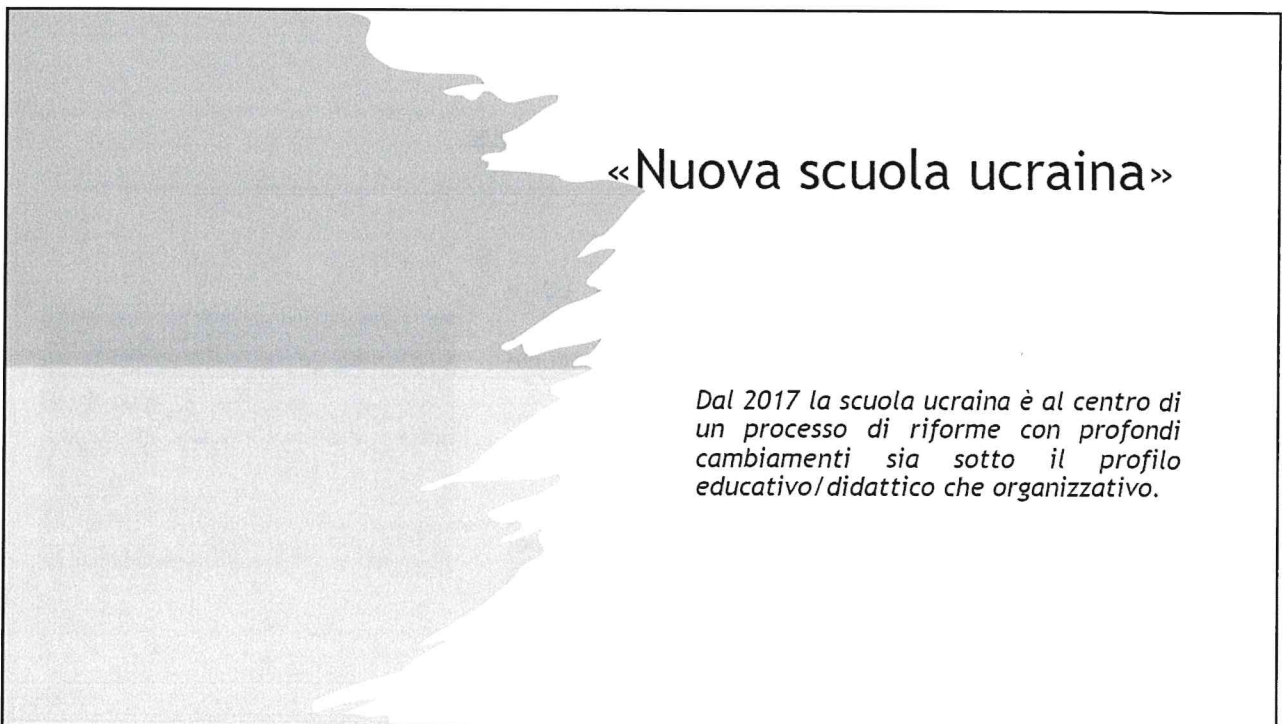 «Nuova scuola ucraina»
Dal 2017 la scuola ucraina è al centro di
un processo di riforme con profondi
cambiamenti sia sotto il profilo
educativo/didattico che organizzativo.